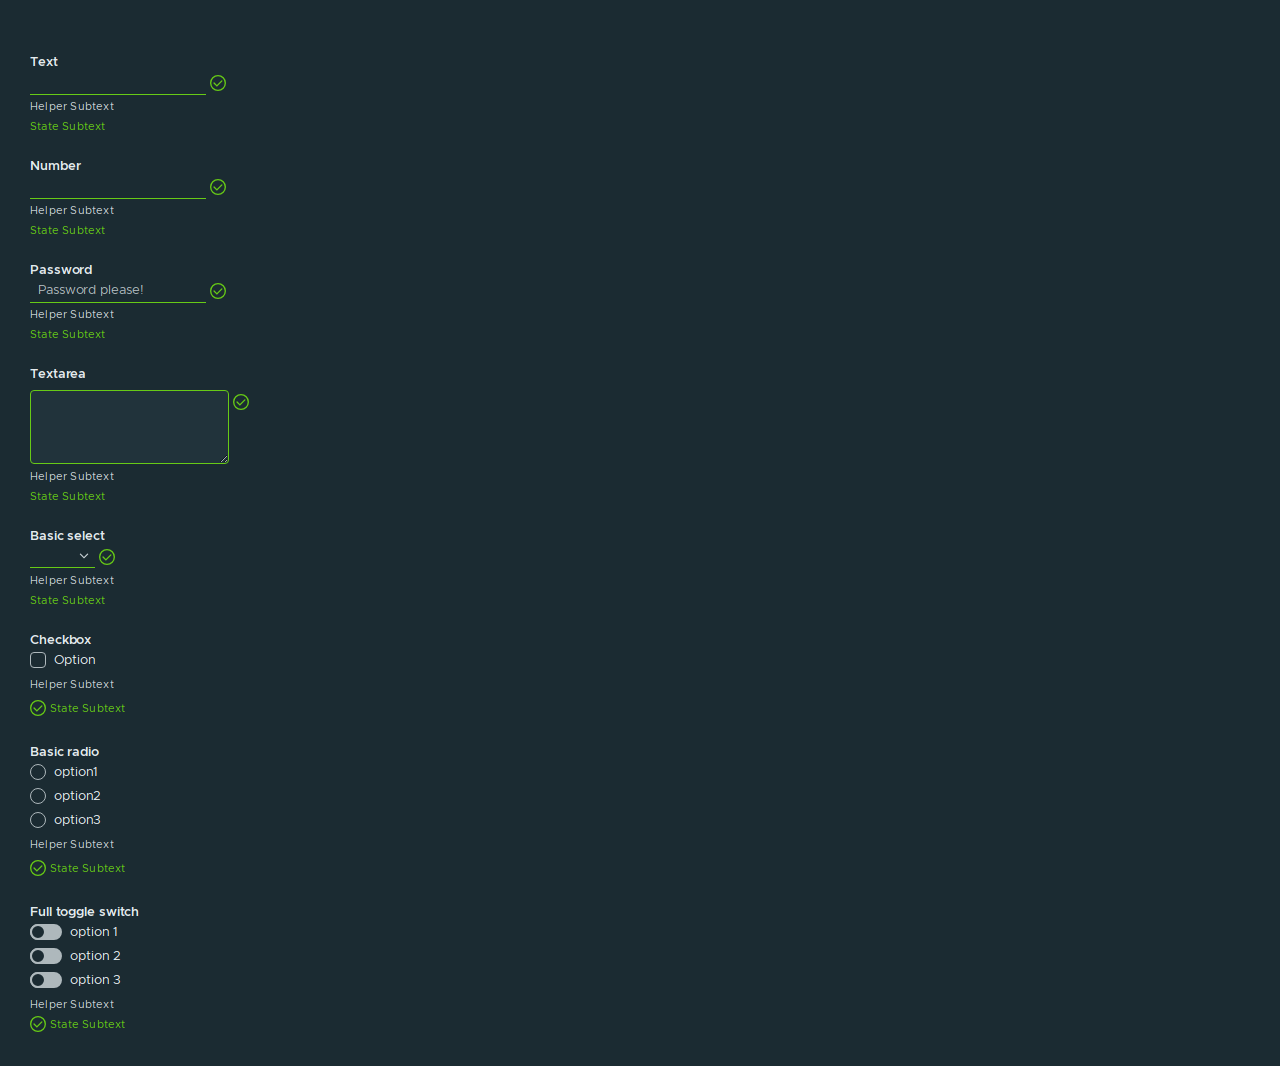 Text
Helper Subtext
State Subtext
Number
Helper Subtext
State Subtext
Password
Password please!
Helper Subtext
State Subtext
Textarea
Helper Subtext
State Subtext
Basic select
Helper Subtext
State Subtext
Checkbox
Option
Helper Subtext
State Subtext
Basic radio
option1
option2
option3
Helper Subtext
State Subtext
Full toggle switch
option 1
option 2
option 3
Helper Subtext
State Subtext